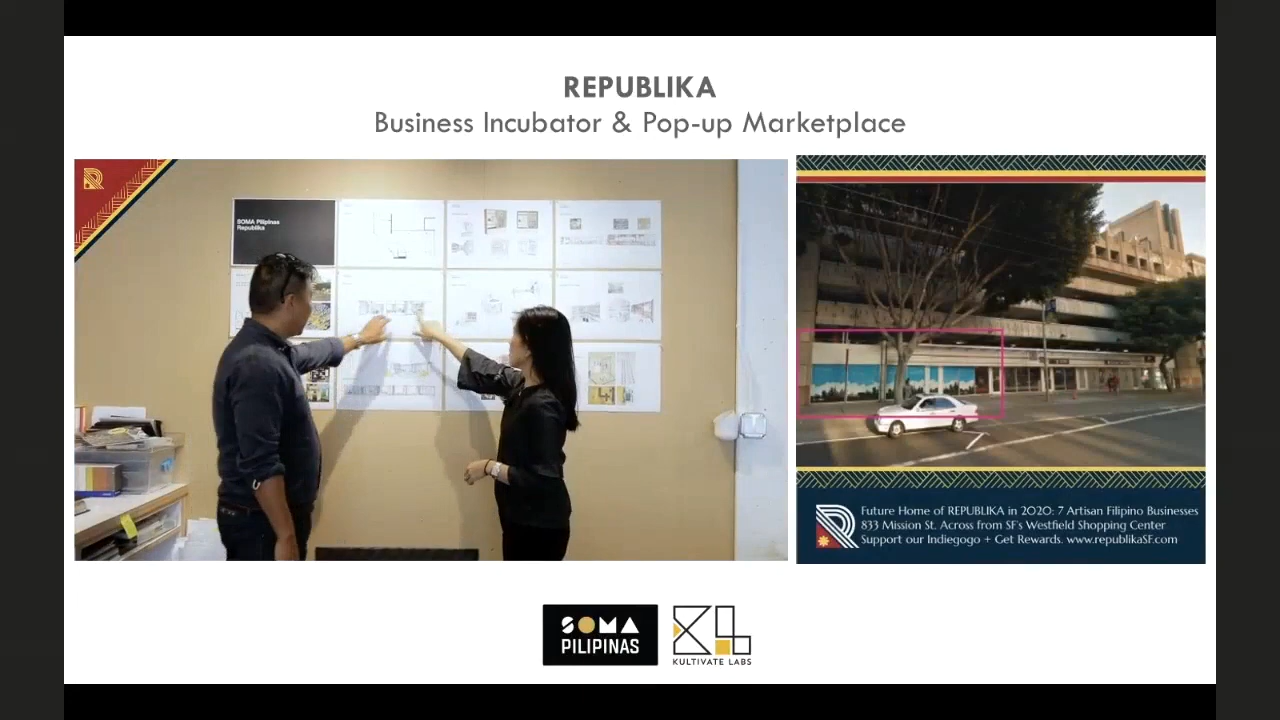 REPUBLIKA
Business Incubator & Pop-up Marketplace
SOMA Pilipinas
Republika
Future Home of REPUBLIKA in 2020: 7 Artisan Filipino Businesses
833 Mission St. Across from SF's Westfield Shopping Center
Support our Indiegogo + Get Rewards. www.republikaSF.com
SOMA
PILIPINAS
KULTIVATE LABS